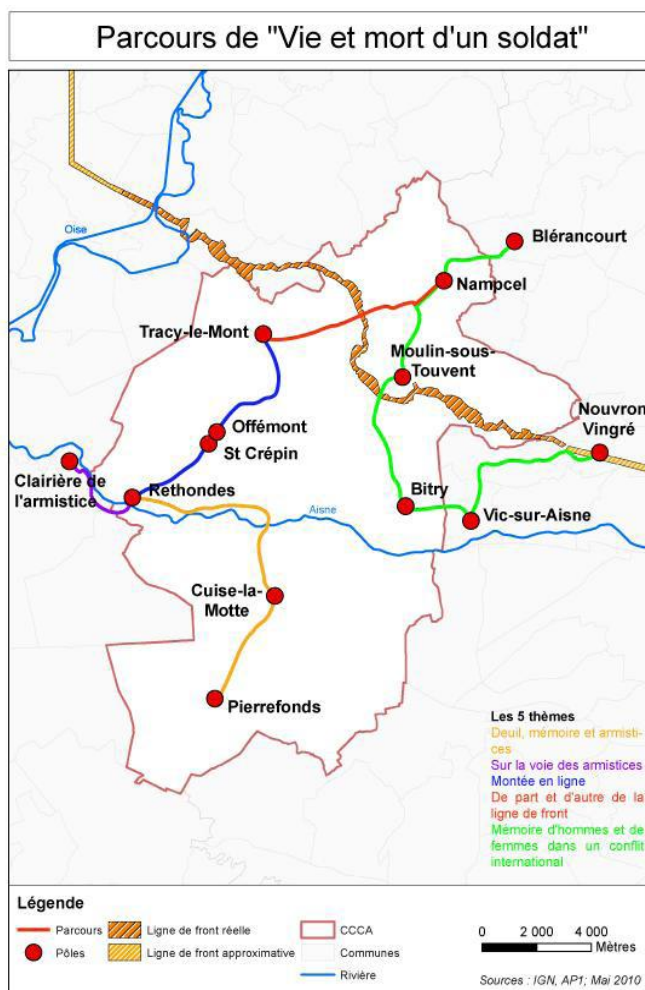 Parcours de "Vie et mort d'un soldat"
Oise
Blérancourt
Nampcel
Tracy-le-Mont
Moulin-sous-
Touvent
Offémont
St Crépin
Nouvron
Vingré
Clairière de
l'armistice
Rethondes
Bitry
Vic-sur-Aisne
Aisne
Cuise-la-
Motte
Pierrefonds
Les 5 thèmes
Deuil, mémoire et armisti-
ces
Sur la voie des armistices
Montée en ligne
De part et d'autre de la
ligne de front
Mémoire d'hommes et de
femmes dans un conflit
international
Légende
Parcours
Pôles
Ligne de front réelle
Ligne de front approximative
CCCA
Communes
Rivière
0 2 000 4 000
Mètres
Sources : IGN, AP1; Mai 2010